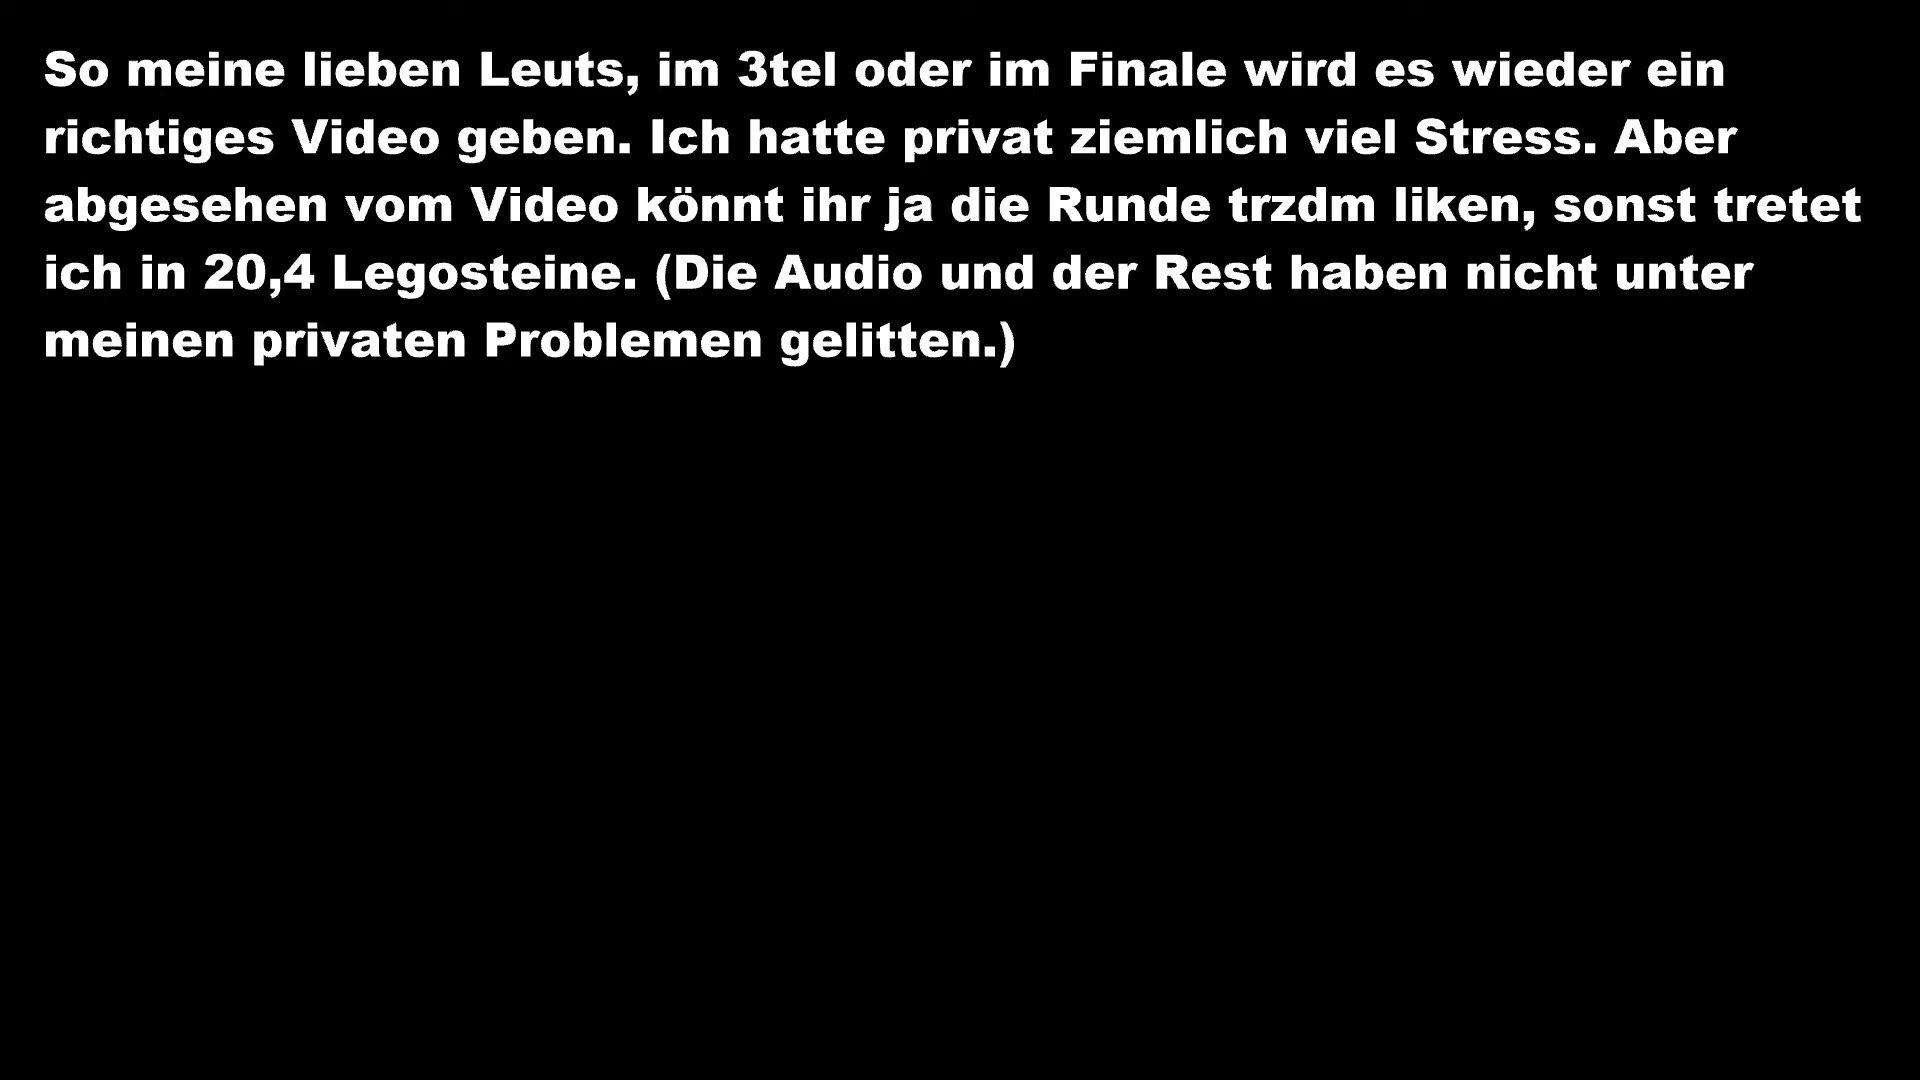 So meine lieben Leuts, im 3tel oder im Finale wird es wieder ein
richtiges Video geben. Ich hatte privat ziemlich viel Stress. Aber
abgesehen vom Video könnt ihr ja die Runde trzdm liken, sonst tretet
ich in 20,4 Legosteine. (Die Audio und der Rest haben nicht unter
meinen privaten Problemen gelitten.)